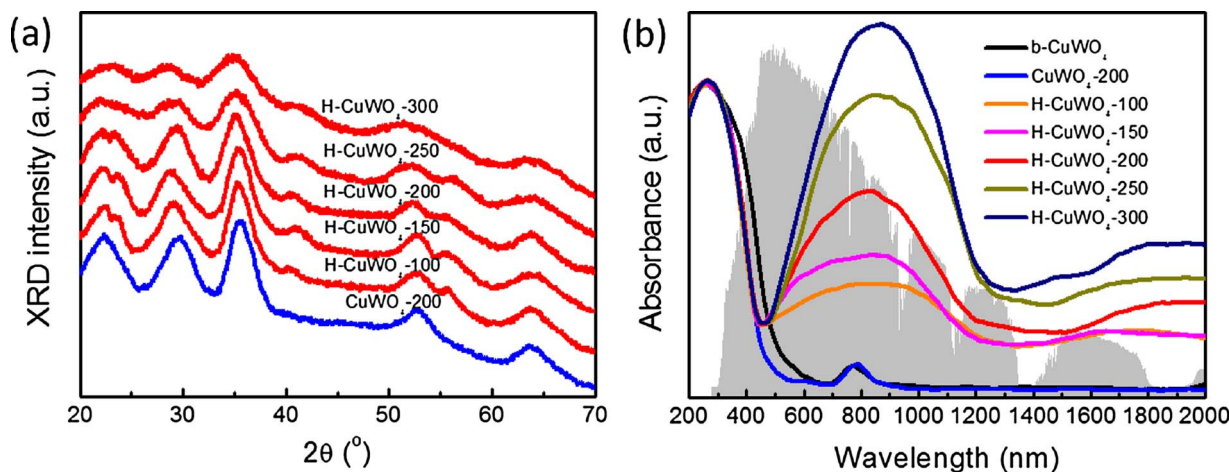 (a)
XRD intensity (a.u.)
H-CuWO₄-300
H-CuWO₄-250
H-CuWO₄-200
H-CuWO₄-150
H-CuWO₄-100
CuWO₄-200
20 30 40 50 60 70
2θ (°)
(b)
Absorbance (a.u.)
b-CuWO₄
CuWO₄-200
H-CuWO₄-100
H-CuWO₄-150
H-CuWO₄-200
H-CuWO₄-250
H-CuWO₄-300
200 400 600 800 1000 1200 1400 1600 1800 2000
Wavelength (nm)